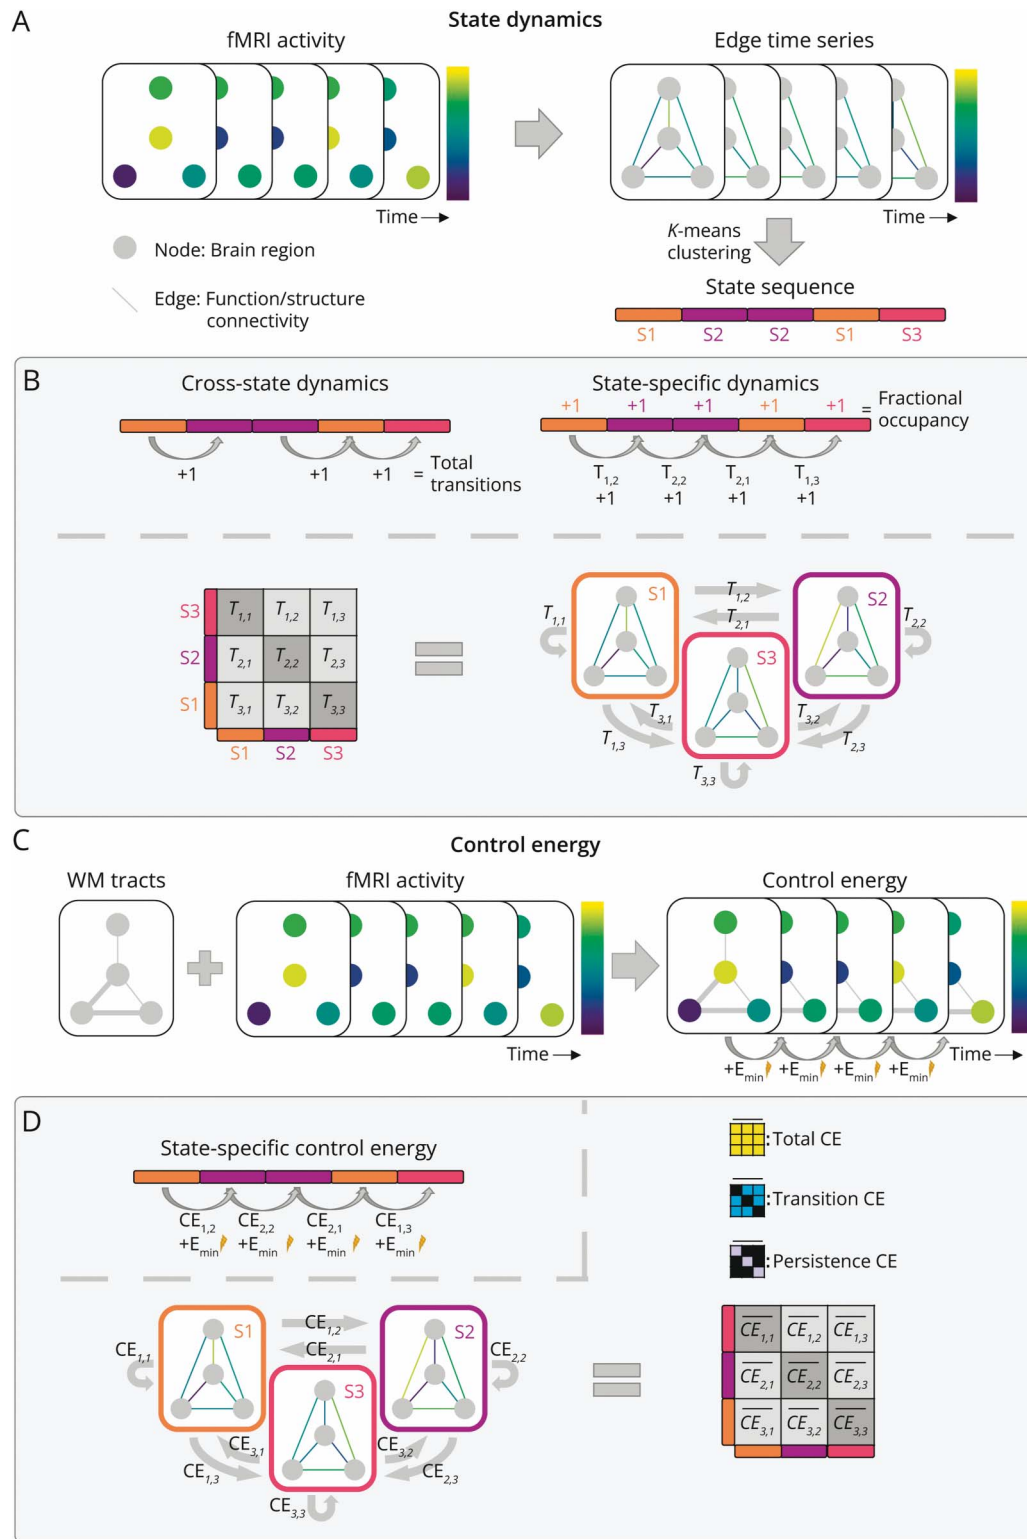 A
State dynamics
fMRI activity
Edge time series
Time
Time
Node: Brain region
Edge: Function/structure
connectivity
K-means
clustering
State sequence
S1 S2 S2 S1 S3
B
Cross-state dynamics
+1 +1 +1 = Total
transitions
State-specific dynamics
+1 +1 +1 +1 +1 = Fractional
occupancy
T1,2 T2,2 T2,1 T1,3
+1 +1 +1 +1
S3 T1,1 T1,2 T1,3
S2 T2,1 T2,2 T2,3
S1 T3,1 T3,2 T3,3
S1 S2 S3
S1 T1,2 S2
T1,1 T2,1 T2,2
S3
T3,1 T3,2
T1,3 T2,3
T3,3
C
Control energy
WM tracts
fMRI activity
Control energy
Time
Time
+Emin +Emin +Emin +Emin
D
State-specific control energy
CE1,2 CE2,2 CE2,1 CE1,3
+Emin +Emin +Emin +Emin
:Total CE
:Transition CE
:Persistence CE
S1 CE1,2 S2
CE1,1 CE2,1 CE2,2
S3
CE3,1 CE3,2
CE1,3 CE2,3
CE3,3
CE1,1 CE1,2 CE1,3
CE2,1 CE2,2 CE2,3
CE3,1 CE3,2 CE3,3